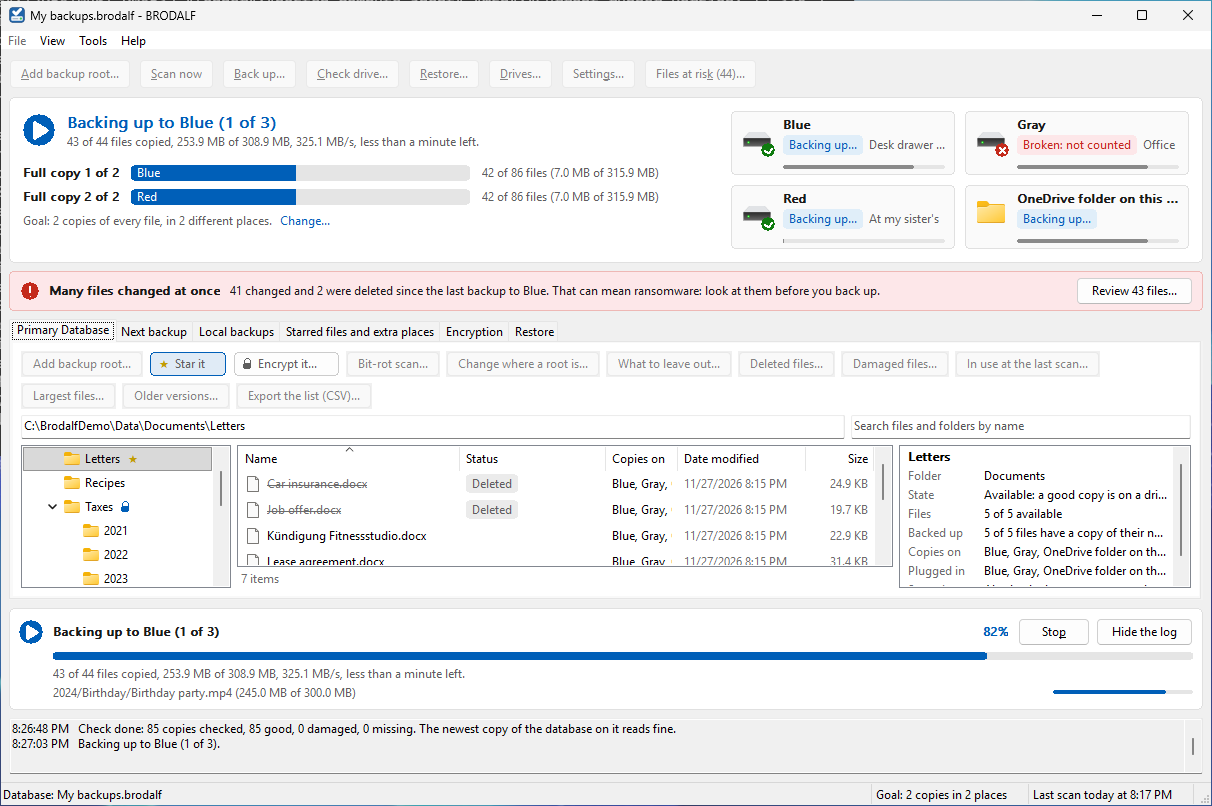 My backups.brodalf - BRODALF
File View Tools Help
Add backup root... Scan now Back up... Check drive... Restore... Drives... Settings... Files at risk (44)...
Backing up to Blue (1 of 3)
43 of 44 files copied, 253.9 MB of 308.9 MB, 325.1 MB/s, less than a minute left.
Full copy 1 of 2 Blue 42 of 86 files (7.0 MB of 315.9 MB)
Full copy 2 of 2 Red 42 of 86 files (7.0 MB of 315.9 MB)
Goal: 2 copies of every file, in 2 different places. Change...
Blue
Backing up... Desk drawer ...
Gray
Broken: not counted Office
Red
Backing up... At my sister's
OneDrive folder on this ...
Backing up...
Many files changed at once 41 changed and 2 were deleted since the last backup to Blue. That can mean ransomware: look at them before you back up. Review 43 files...
Primary Database Next backup Local backups Starred files and extra places Encryption Restore
Add backup root... Star it Encrypt it... Bit-rot scan... Change where a root is... What to leave out... Deleted files... Damaged files... In use at the last scan...
Largest files... Older versions... Export the list (CSV)...
C:\BrodalfDemo\Data\Documents\Letters Search files and folders by name
Letters
Recipes
Taxes
2021
2022
2023
Name Status Copies on Date modified Size
Car insurance.docx Deleted Blue, Gray, 11/27/2026 8:15 PM 24.9 KB
Job offer.docx Deleted Blue, Gray, 11/27/2026 8:15 PM 19.7 KB
Kündigung Fitnessstudio.docx Blue, Gray, 11/27/2026 8:15 PM 22.9 KB
Lease agreement.docx Blue, Gray, 11/27/2026 8:15 PM 31.4 KB
7 items
Letters
Folder Documents
State Available: a good copy is on a dri...
Files 5 of 5 available
Backed up 5 of 5 files have a copy of their n...
Copies on Blue, Gray, OneDrive folder on th...
Plugged in Blue, Gray, OneDrive folder on th...
Backing up to Blue (1 of 3) 82% Stop Hide the log
43 of 44 files copied, 253.9 MB of 308.9 MB, 325.1 MB/s, less than a minute left.
2024/Birthday/Birthday party.mp4 (245.0 MB of 300.0 MB)
8:26:48 PM Check done: 85 copies checked, 85 good, 0 damaged, 0 missing. The newest copy of the database on it reads fine.
8:27:03 PM Backing up to Blue (1 of 3).
Database: My backups.brodalf Goal: 2 copies in 2 places Last scan today at 8:17 PM